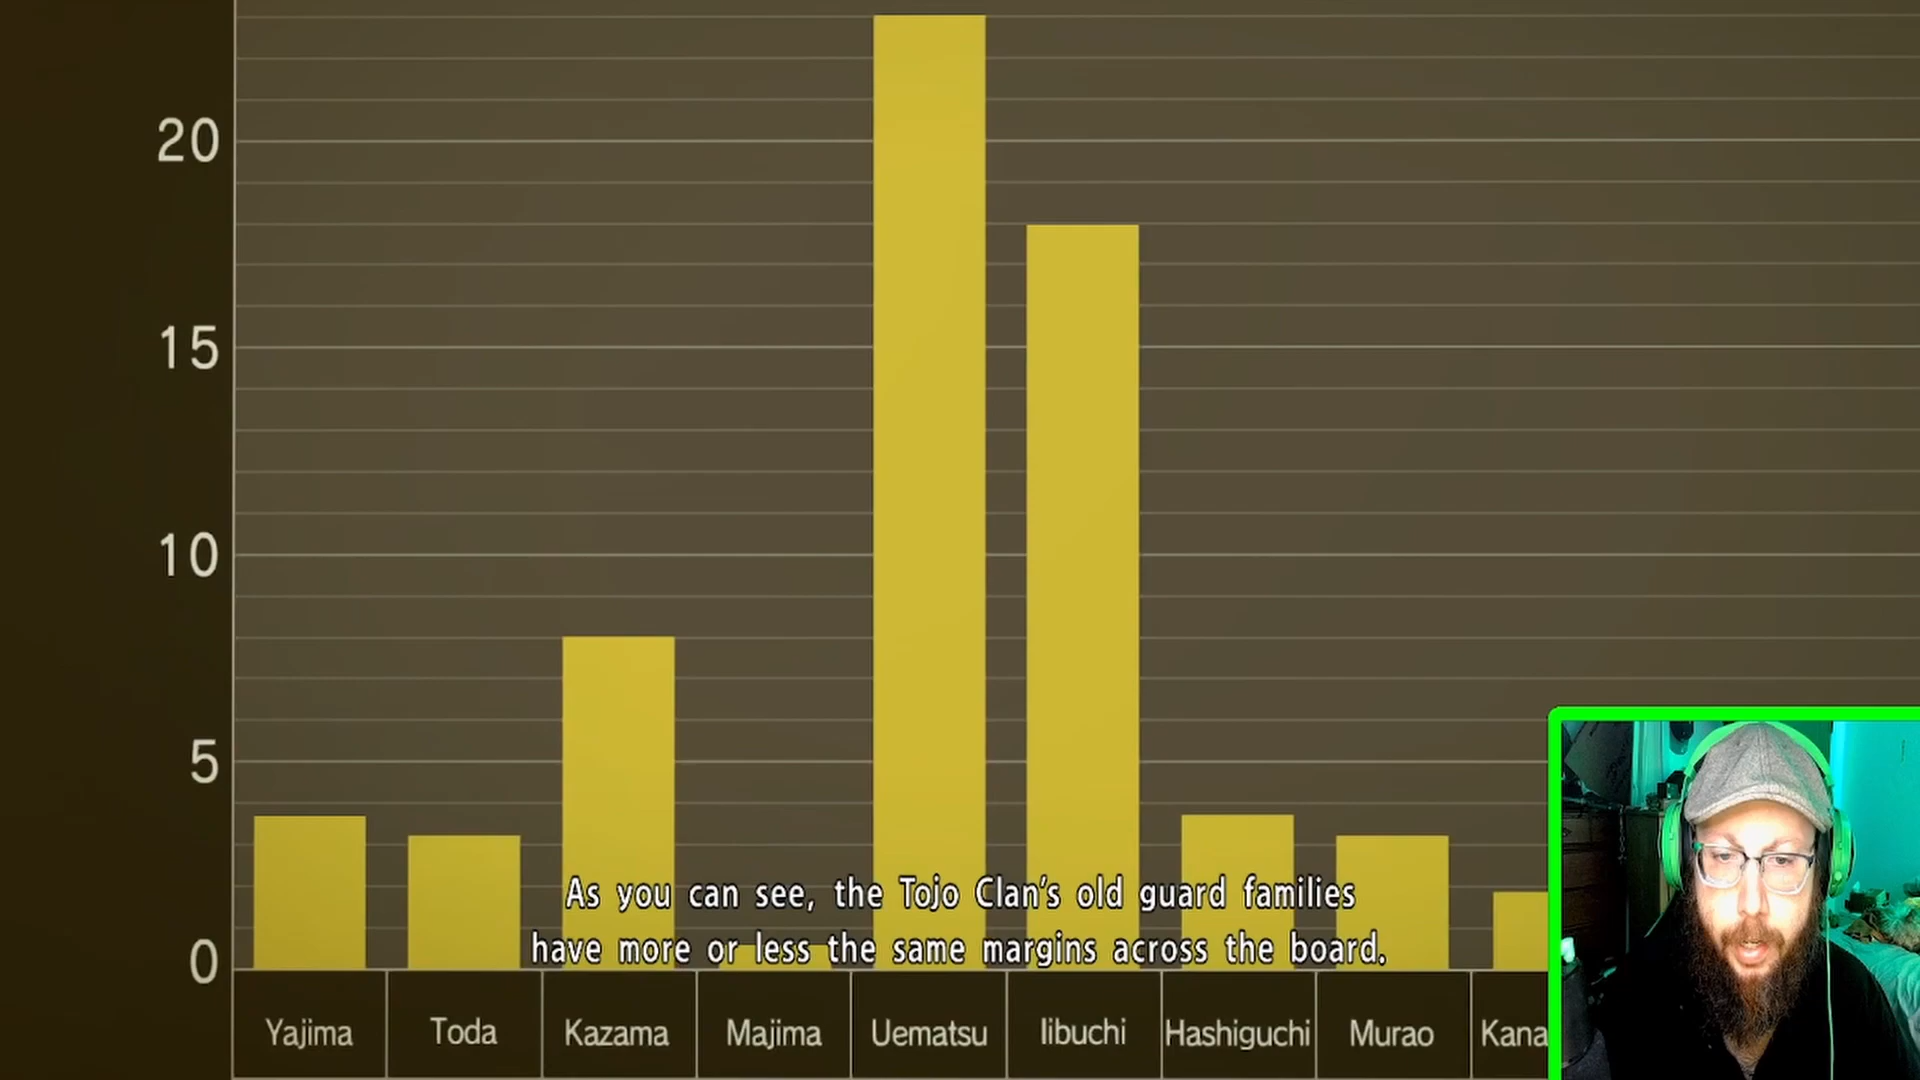 20
15
10
5
0
As you can see, the Tojo Clan's old guard families
have more or less the same margins across the board.
Yajima Toda Kazama Majima Uematsu Iibuchi Hashiguchi Murao Kana